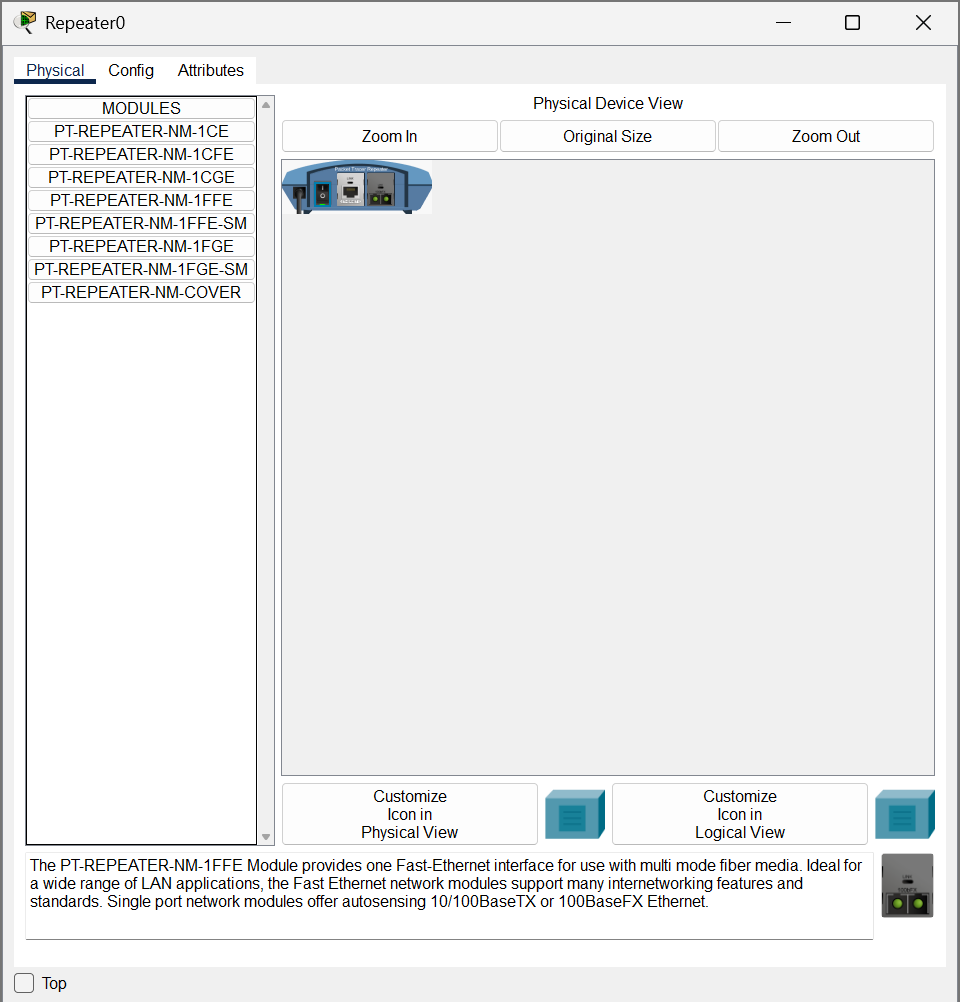 Repeater0
Physical
Config
Attributes
MODULES
PT-REPEATER-NM-1CE
PT-REPEATER-NM-1CFE
PT-REPEATER-NM-1CGE
PT-REPEATER-NM-1FFE
PT-REPEATER-NM-1FFE-SM
PT-REPEATER-NM-1FGE
PT-REPEATER-NM-1FGE-SM
PT-REPEATER-NM-COVER
Physical Device View
Zoom In
Original Size
Zoom Out
Packet Tracer Repeater
Customize
Icon in
Physical View
Customize
Icon in
Logical View
The PT-REPEATER-NM-1FFE Module provides one Fast-Ethernet interface for use with multi mode fiber media. Ideal for
a wide range of LAN applications, the Fast Ethernet network modules support many internetworking features and
standards. Single port network modules offer autosensing 10/100BaseTX or 100BaseFX Ethernet.
Top